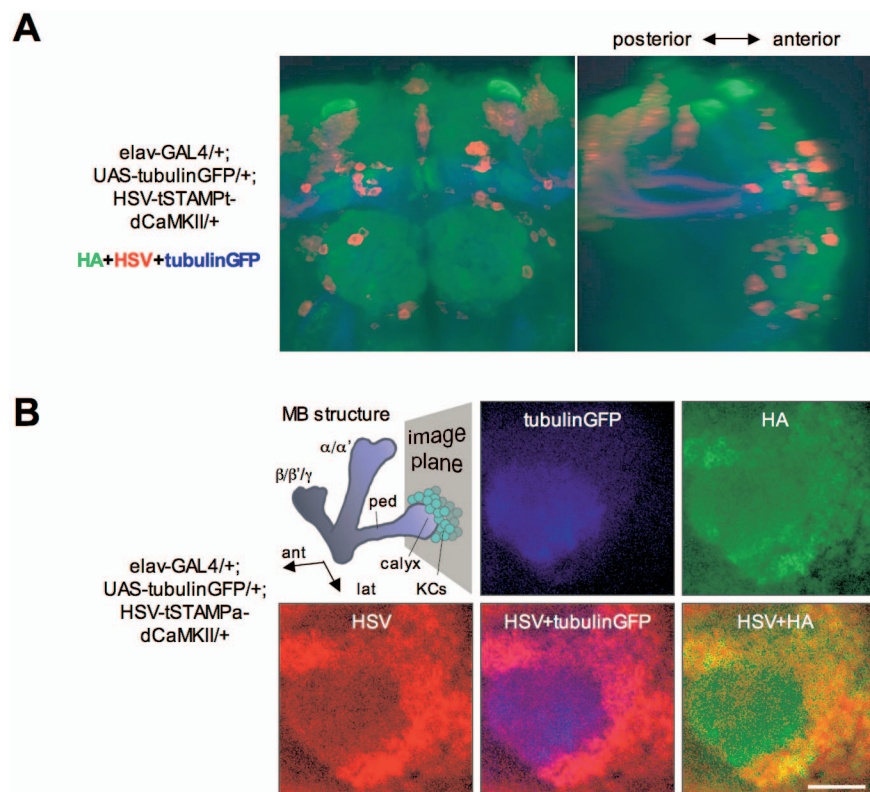 A
posterior anterior
elav-GAL4/+;
UAS-tubulinGFP/+;
HSV-tSTAMPt-
dCaMKII/+
HA+HSV+tubulinGFP
B
MB structure
image
plane
α/α'
β/β'/γ
ped
calyx
KCs
ant
lat
tubulinGFP
HA
elav-GAL4/+;
UAS-tubulinGFP/+;
HSV-tSTAMPa-
dCaMKII/+
HSV
HSV+tubulinGFP
HSV+HA